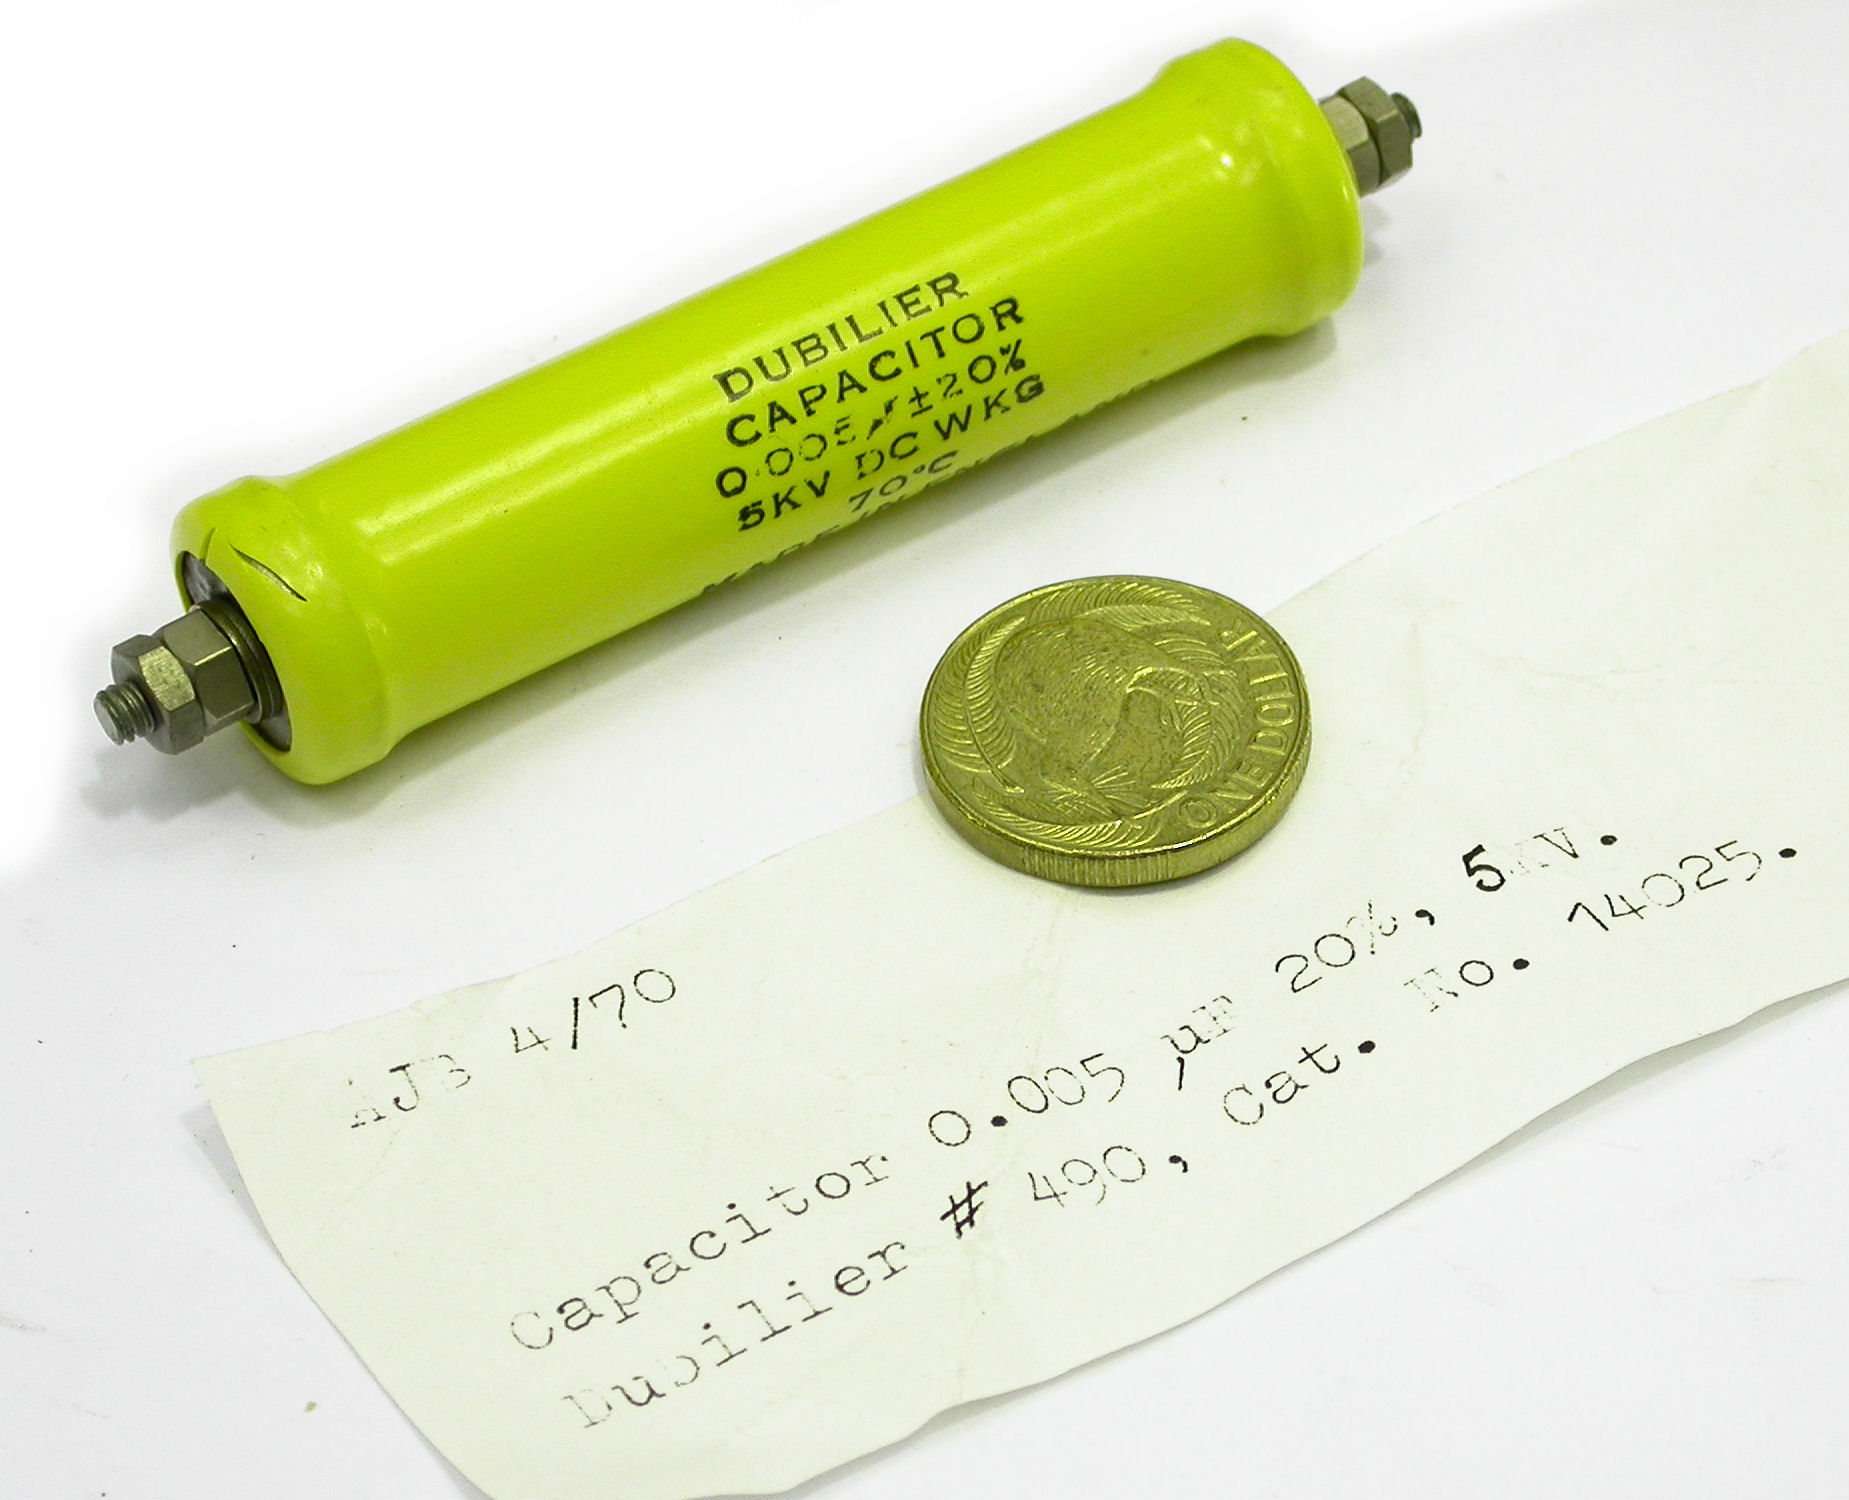 DUBILIER
CAPACITOR
0·005µF±20%
5KV DC WKG
70°C
ONE DOLLAR
AJB 4/70
Capacitor 0.005 µF 20%, 5KV.
Dubilier # 490, Cat. No. 14025.